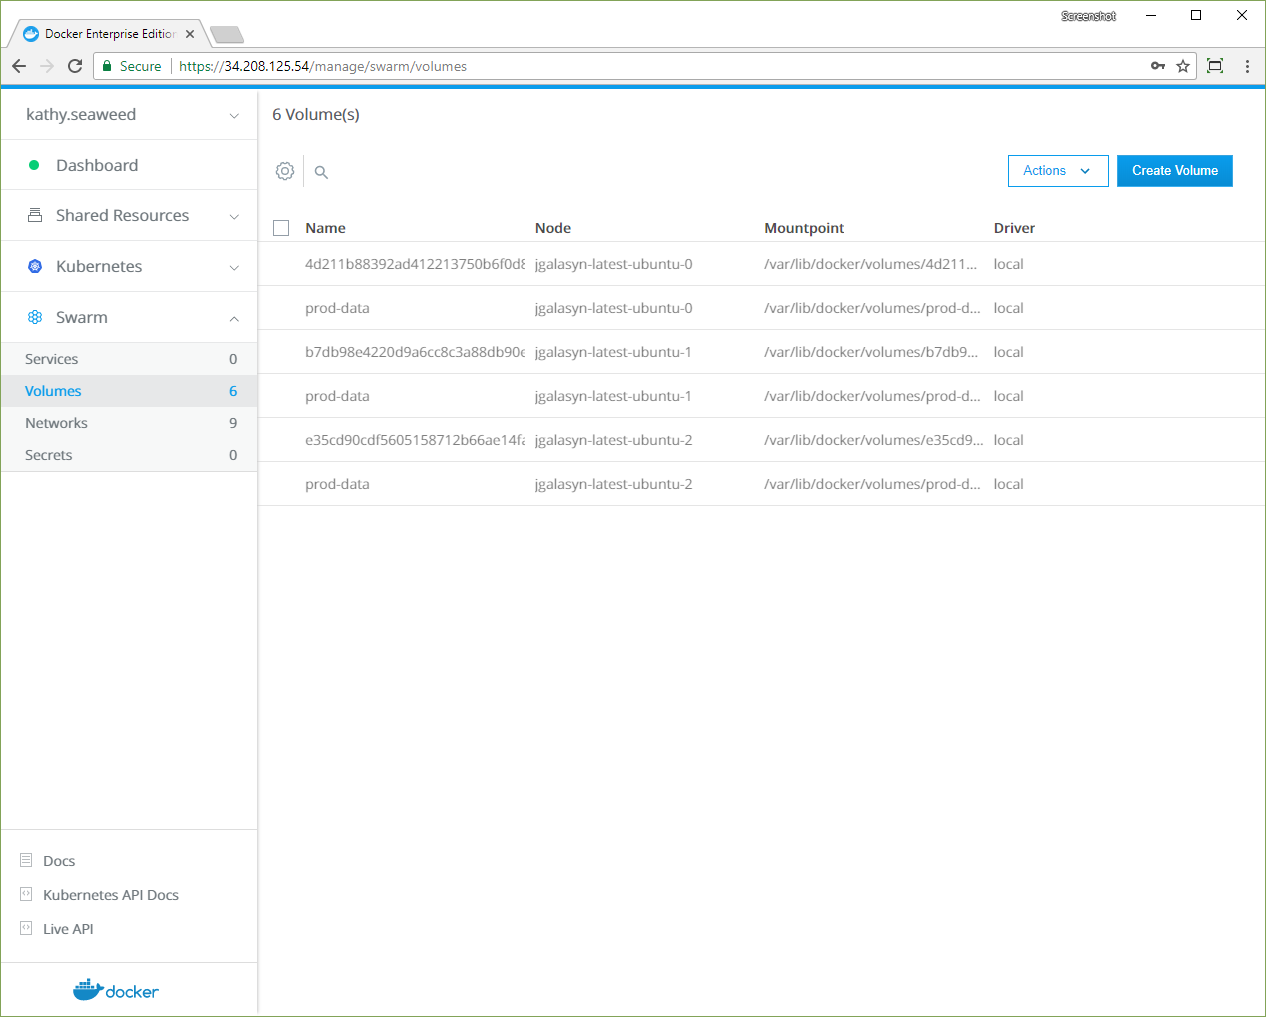 Screenshot
Docker Enterprise Edition
Secure https://34.208.125.54/manage/swarm/volumes
kathy.seaweed
Dashboard
Shared Resources
Kubernetes
Swarm
Services 0
Volumes 6
Networks 9
Secrets 0
Docs
Kubernetes API Docs
Live API
docker
6 Volume(s)
Actions
Create Volume
Name Node Mountpoint Driver
4d211b88392ad412213750b6f0d8 jgalasyn-latest-ubuntu-0 /var/lib/docker/volumes/4d211... local
prod-data jgalasyn-latest-ubuntu-0 /var/lib/docker/volumes/prod-d... local
b7db98e4220d9a6cc8c3a88db90e jgalasyn-latest-ubuntu-1 /var/lib/docker/volumes/b7db9... local
prod-data jgalasyn-latest-ubuntu-1 /var/lib/docker/volumes/prod-d... local
e35cd90cdf5605158712b66ae14fa jgalasyn-latest-ubuntu-2 /var/lib/docker/volumes/e35cd9... local
prod-data jgalasyn-latest-ubuntu-2 /var/lib/docker/volumes/prod-d... local